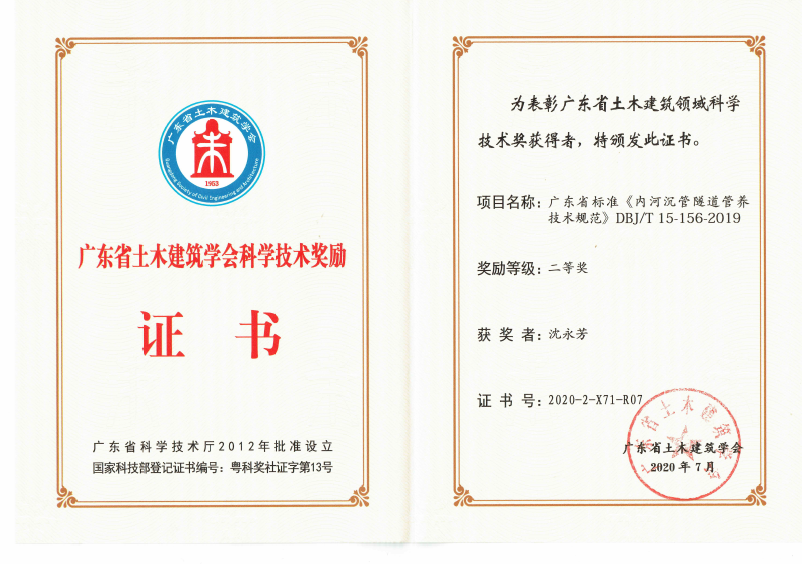 广东省土木建筑学会
Guangdong Society of Civil Engineering and Architecture
1953
广东省土木建筑学会科学技术奖励
证书
广东省科学技术厅2012年批准设立
国家科技部登记证书编号：粤科奖社证字第13号
为表彰广东省土木建筑领域科学
技术奖获得者，特颁发此证书。
项目名称：广东省标准《内河沉管隧道管养
技术规范》DBJ/T 15-156-2019
奖励等级：二等奖
获奖者：沈永芳
证书号：2020-2-X71-R07
广东省土木建筑学会
广东省土木建筑学会
2020年7月